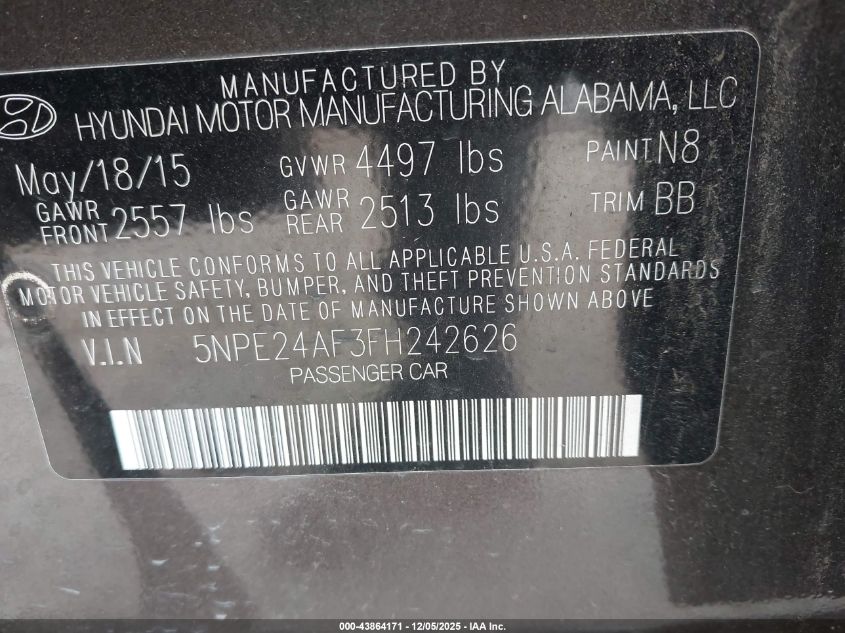 MANUFACTURED BY
HYUNDAI MOTOR MANUFACTURING ALABAMA, LLC
May/18/15 GVWR 4497 lbs PAINT N8
GAWR FRONT 2557 lbs GAWR REAR 2513 lbs TRIM BB
THIS VEHICLE CONFORMS TO ALL APPLICABLE U.S.A. FEDERAL
MOTOR VEHICLE SAFETY, BUMPER, AND THEFT PREVENTION STANDARDS
IN EFFECT ON THE DATE OF MANUFACTURE SHOWN ABOVE
V.I.N 5NPE24AF3FH242626
PASSENGER CAR
000-43864171 - 12/05/2025 - IAA Inc.